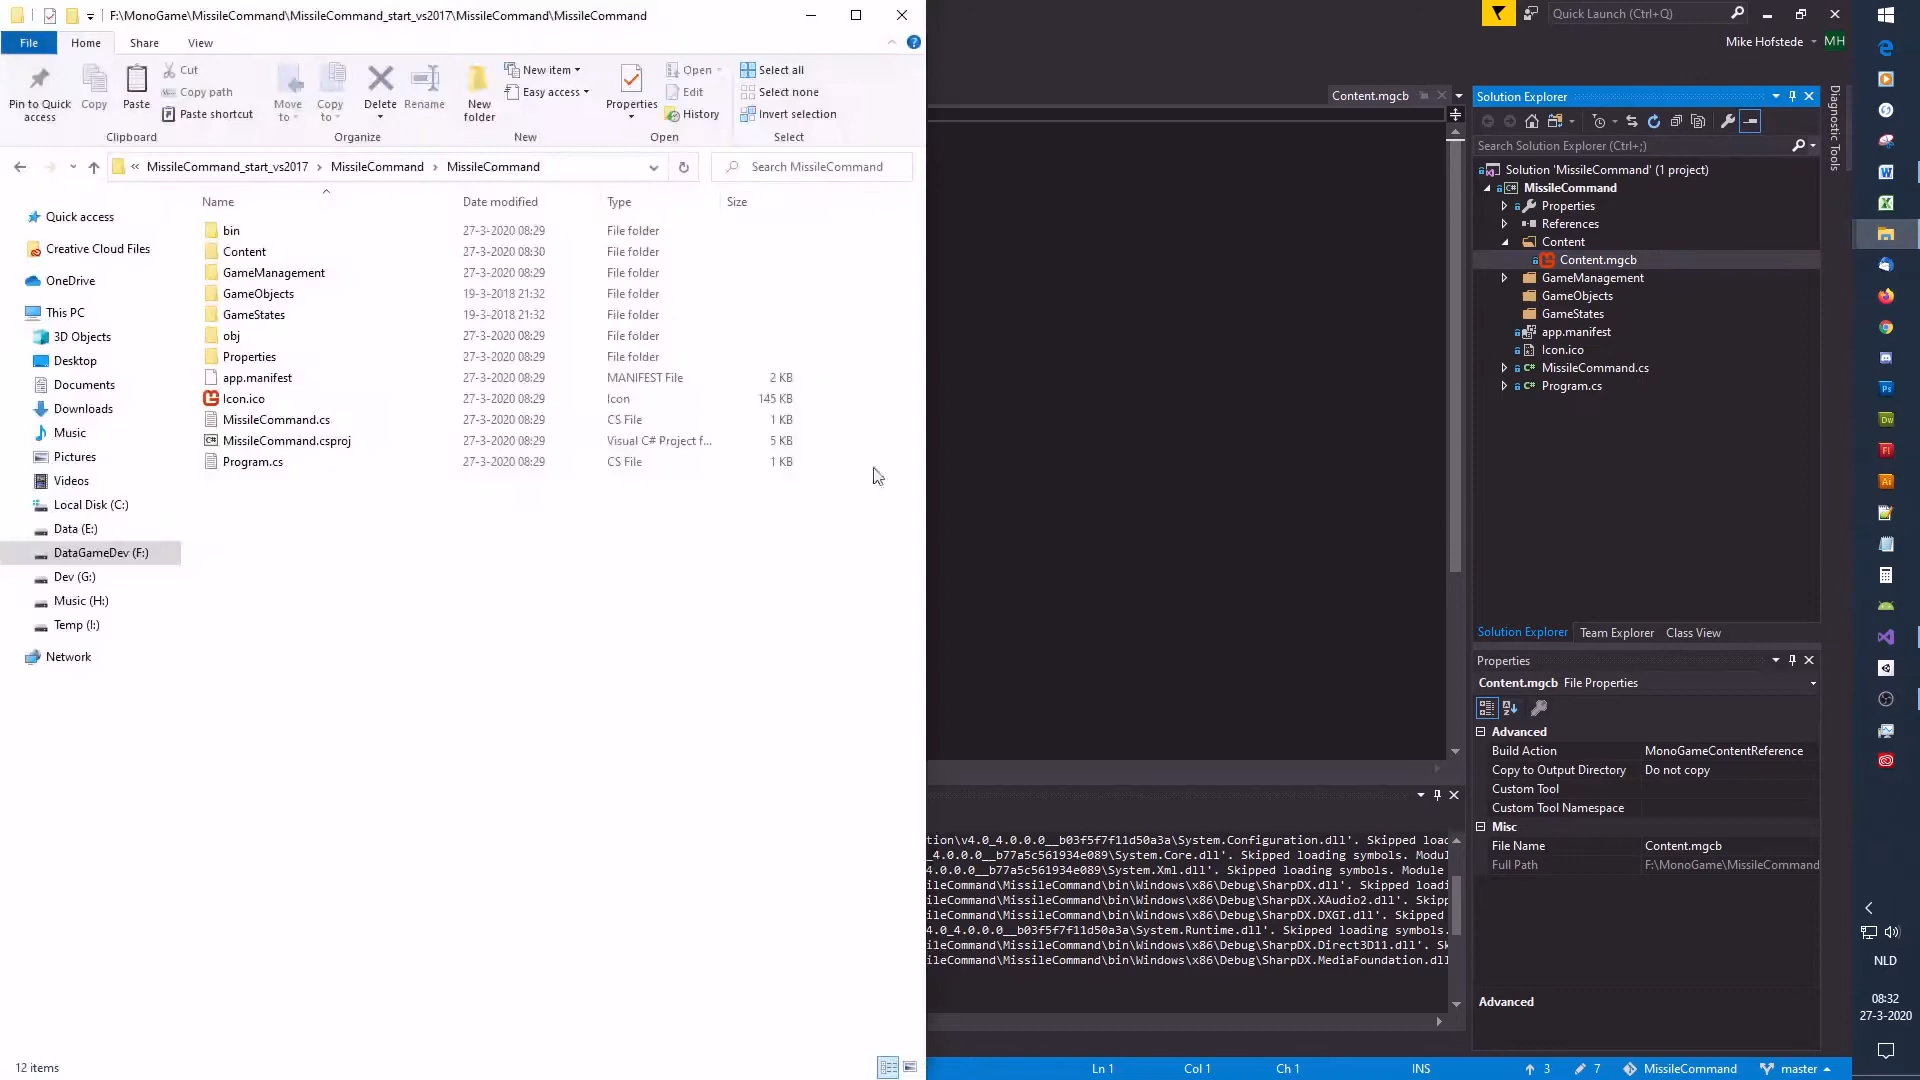 F:\MonoGame\MissileCommand\MissileCommand_start_vs2017\MissileCommand\MissileCommand
File
Home
Share
View
Pin to Quick access
Copy
Paste
Cut
Copy path
Paste shortcut
Clipboard
Move to
Copy to
Delete
Rename
Organize
New folder
New item
Easy access
New
Properties
Open
Edit
History
Open
Select all
Select none
Invert selection
Select
« MissileCommand_start_vs2017 > MissileCommand > MissileCommand
Search MissileCommand
Name Date modified Type Size
Quick access
Creative Cloud Files
OneDrive
This PC
3D Objects
Desktop
Documents
Downloads
Music
Pictures
Videos
Local Disk (C:)
Data (E:)
DataGameDev (F:)
Dev (G:)
Music (H:)
Temp (I:)
Network
bin 27-3-2020 08:29 File folder
Content 27-3-2020 08:30 File folder
GameManagement 27-3-2020 08:29 File folder
GameObjects 19-3-2018 21:32 File folder
GameStates 19-3-2018 21:32 File folder
obj 27-3-2020 08:29 File folder
Properties 27-3-2020 08:29 File folder
app.manifest 27-3-2020 08:29 MANIFEST File 2 KB
Icon.ico 27-3-2020 08:29 Icon 145 KB
MissileCommand.cs 27-3-2020 08:29 CS File 1 KB
MissileCommand.csproj 27-3-2020 08:29 Visual C# Project f... 5 KB
Program.cs 27-3-2020 08:29 CS File 1 KB
12 items
Quick Launch (Ctrl+Q)
Mike Hofstede MH
Content.mgcb
Solution Explorer
Search Solution Explorer (Ctrl+;)
Solution 'MissileCommand' (1 project)
C# MissileCommand
Properties
References
Content
Content.mgcb
GameManagement
GameObjects
GameStates
app.manifest
Icon.ico
C# MissileCommand.cs
C# Program.cs
Diagnostic Tools
Solution Explorer Team Explorer Class View
Properties
Content.mgcb File Properties
Advanced
Build Action MonoGameContentReference
Copy to Output Directory Do not copy
Custom Tool
Custom Tool Namespace
Misc
File Name Content.mgcb
Full Path F:\MonoGame\MissileCommand
Advanced
tion\v4.0_4.0.0.0__b03f5f7f11d50a3a\System.Configuration.dll'. Skipped load
_4.0.0.0__b77a5c561934e089\System.Core.dll'. Skipped loading symbols. Modul
4.0.0.0__b77a5c561934e089\System.Xml.dll'. Skipped loading symbols. Module
ileCommand\MissileCommand\bin\Windows\x86\Debug\SharpDX.dll'. Skipped loadi
ileCommand\MissileCommand\bin\Windows\x86\Debug\SharpDX.XAudio2.dll'. Skipp
ileCommand\MissileCommand\bin\Windows\x86\Debug\SharpDX.DXGI.dll'. Skipped
4.0_4.0.0.0__b03f5f7f11d50a3a\System.Runtime.dll'. Skipped loading symbols.
ileCommand\MissileCommand\bin\Windows\x86\Debug\SharpDX.Direct3D11.dll'. Sk
ileCommand\MissileCommand\bin\Windows\x86\Debug\SharpDX.MediaFoundation.dll
Ln 1 Col 1 Ch 1 INS 3 7 MissileCommand master
NLD
08:32
27-3-2020